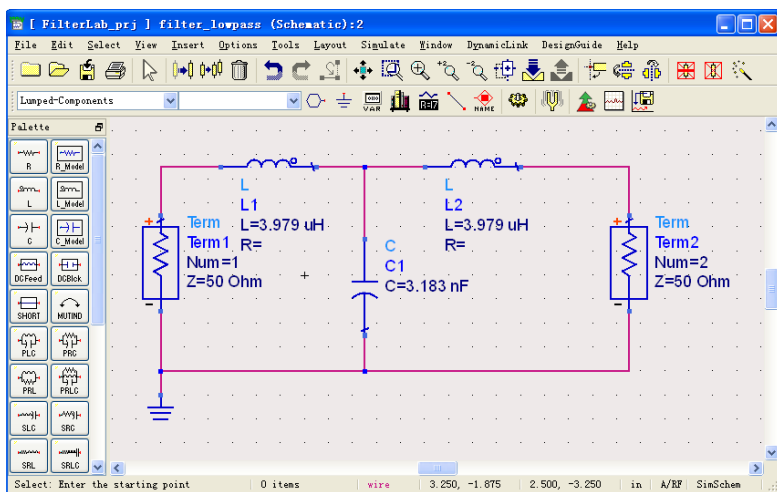 [ FilterLab_prj ] filter_lowpass (Schematic):2
File Edit Select View Insert Options Tools Layout Simulate Window DynamicLink DesignGuide Help
Lumped-Components
VAR
NAME
Palette
R R_Model
L L_Model
C C_Model
DCFeed DCBlck
SHORT MUTIND
PLC PRC
PRL PRLC
SLC SRC
SRL SRLC
L
L1
L=3.979 uH
R=
L
L2
L=3.979 uH
R=
+
Term
Term1
Num=1
Z=50 Ohm
-
C
C1
C=3.183 nF
+
Term
Term2
Num=2
Z=50 Ohm
-
Select: Enter the starting point 0 items wire 3.250, -1.875 2.500, -3.250 in A/RF SimSchem